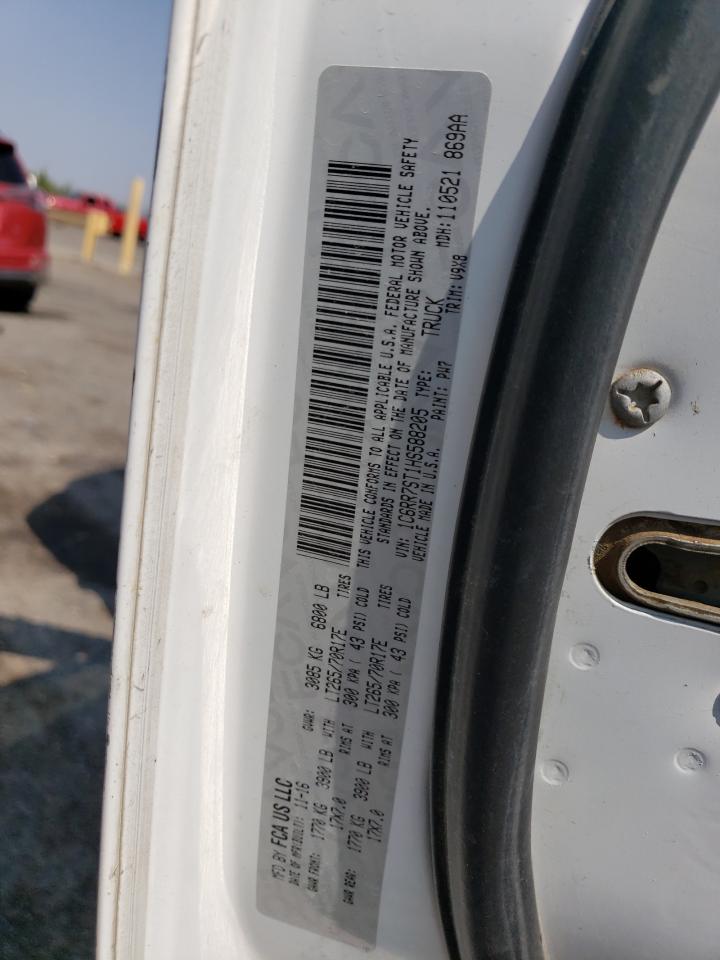 MFD BY FCA US LLC
DATE OF MFR(BUILT): 11-16 GVWR: 3085 KG 6800 LB
GAWR FRONT: 1770 KG 3900 LB WITH LT265/70R17E TIRES
17X7.0 RIMS AT 300 KPA ( 43 PSI) COLD
GAWR REAR: 1770 KG 3900 LB WITH LT265/70R17E TIRES
17X7.0 RIMS AT 300 KPA ( 43 PSI) COLD
THIS VEHICLE CONFORMS TO ALL APPLICABLE U.S.A. FEDERAL MOTOR VEHICLE SAFETY
STANDARDS IN EFFECT ON THE DATE OF MANUFACTURE SHOWN ABOVE.
VIN: 1C6RR7ST1HS588205 TYPE: TRUCK MDH:110521 869AA
VEHICLE MADE IN U.S.A. PAINT: PW7 TRIM: V9X8